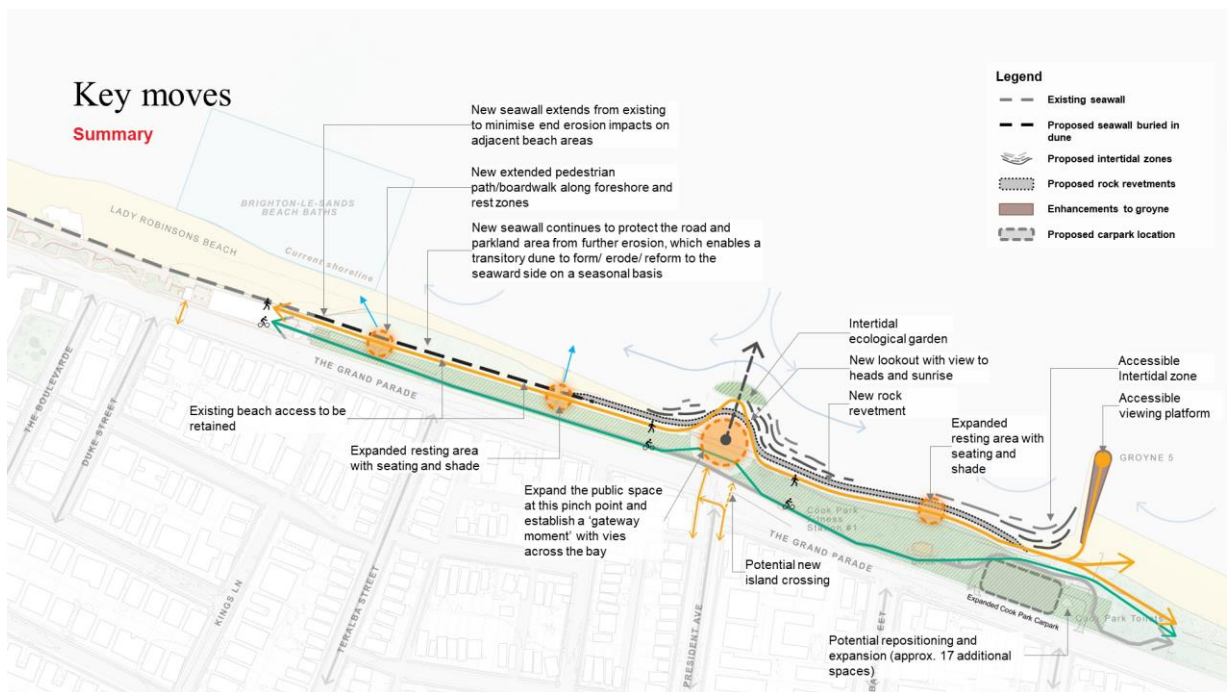 Key moves
Summary
New seawall extends from existing
to minimise end erosion impacts on
adjacent beach areas
New extended pedestrian
path/boardwalk along foreshore and
rest zones
New seawall continues to protect the road and
parkland area from further erosion, which enables a
transitory dune to form/ erode/ reform to the
seaward side on a seasonal basis
Legend
Existing seawall
Proposed seawall buried in
dune
Proposed intertidal zones
Proposed rock revetments
Enhancements to groyne
Proposed carpark location
BRIGHTON-LE-SANDS
BEACH BATHS
LADY ROBINSONS BEACH
Current shoreline
Intertidal
ecological garden
New lookout with view to
heads and sunrise
New rock
revetment
Accessible
Intertidal zone
Accessible
viewing platform
Expanded
resting area with
seating and
shade
GROYNE 5
THE GRAND PARADE
Existing beach access to be
retained
Expanded resting area
with seating and shade
Expand the public space
at this pinch point and
establish a ‘gateway
moment’ with vies
across the bay
Cook Park
Fitness
Station #1
THE GRAND PARADE
Potential new
island crossing
Expanded Cook Park Carpark
Cook Park Toilets
Potential repositioning and
expansion (approx. 17 additional
spaces)
THE BOULEVARDE
DUKE STREET
KINGS LN
TERALBA STREET
PRESIDENT AVE